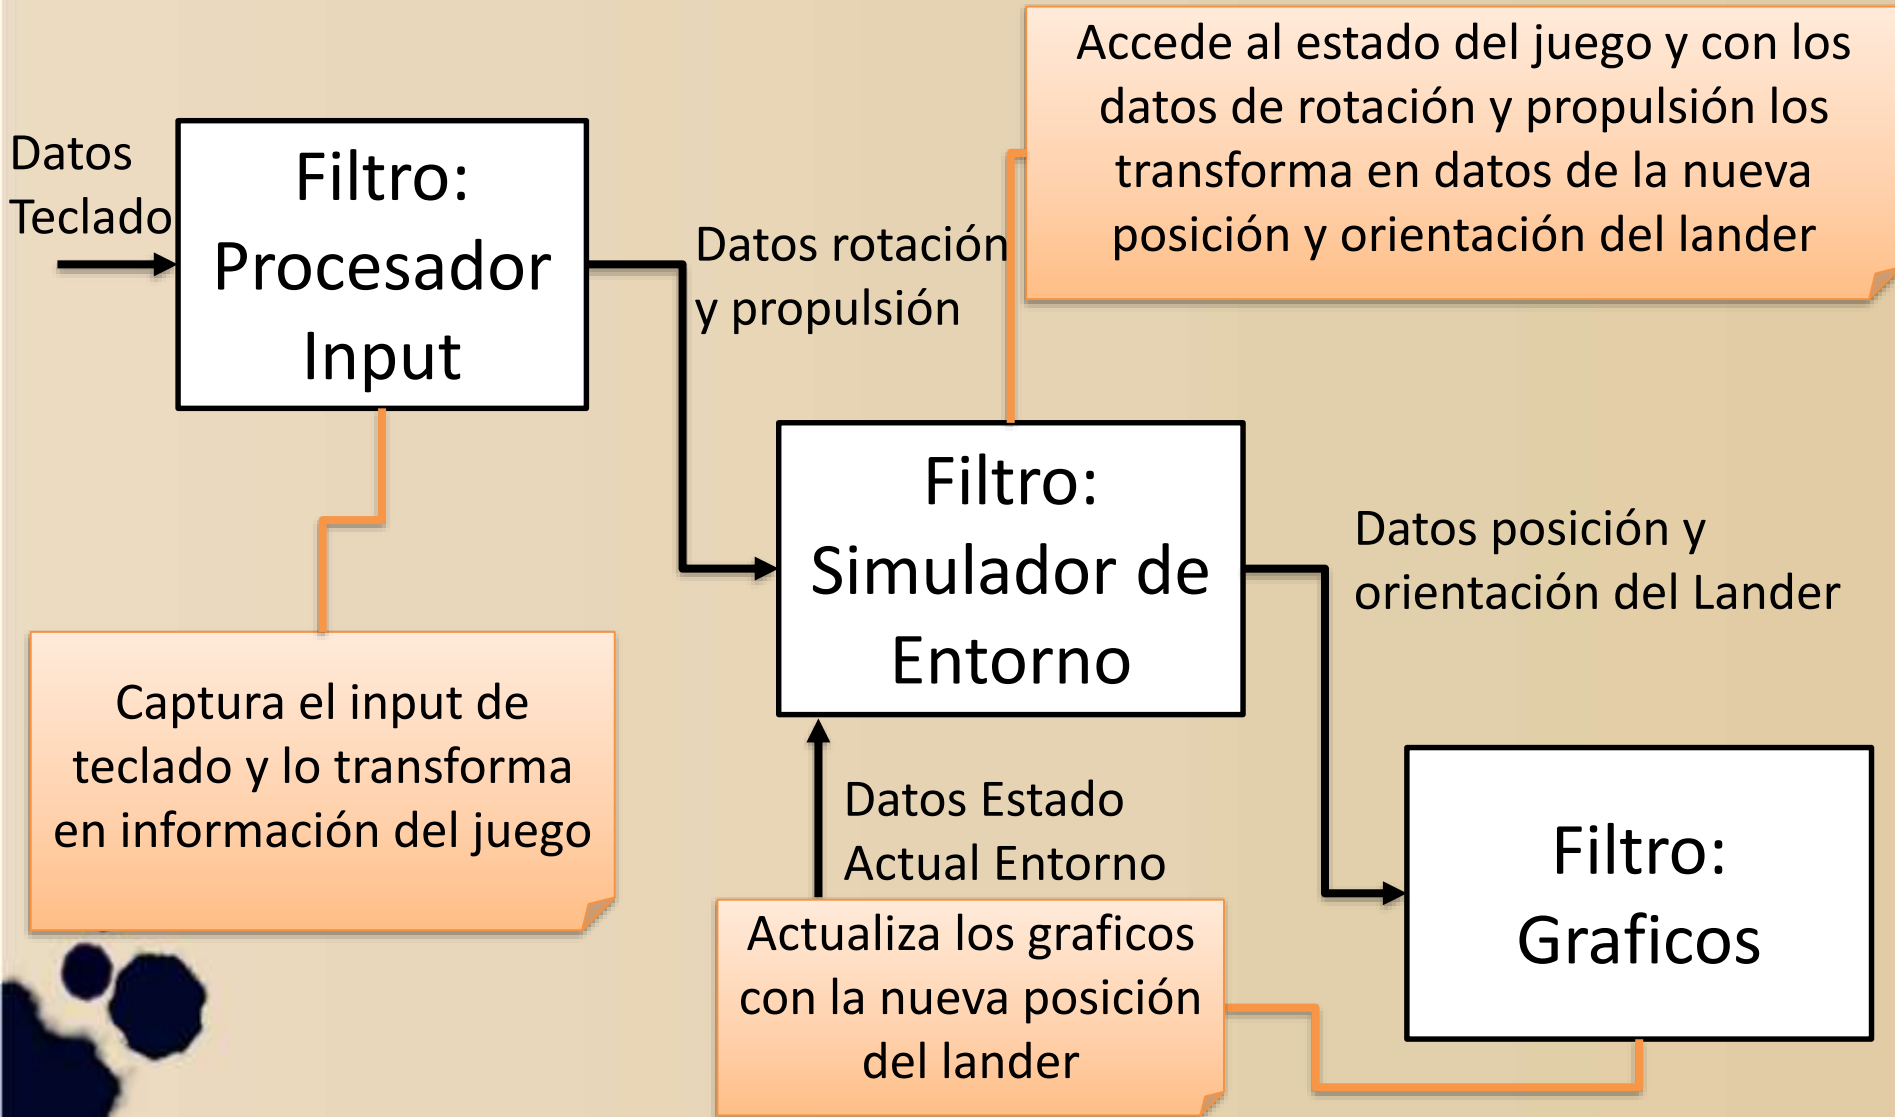 Datos
Teclado
Filtro:
Procesador
Input
Datos rotación
y propulsión
Accede al estado del juego y con los
datos de rotación y propulsión los
transforma en datos de la nueva
posición y orientación del lander
Captura el input de
teclado y lo transforma
en información del juego
Filtro:
Simulador de
Entorno
Datos posición y
orientación del Lander
Datos Estado
Actual Entorno
Actualiza los graficos
con la nueva posición
del lander
Filtro:
Graficos